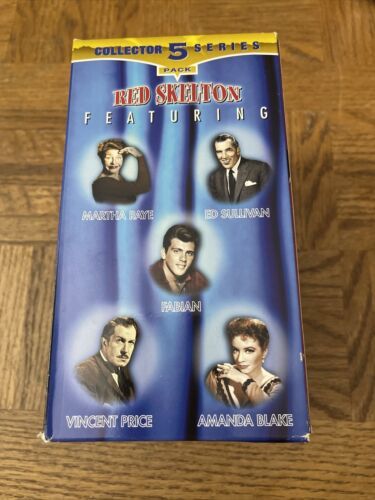 COLLECTOR 5 SERIES
PACK
RED SKELTON
FEATURING
MARTHA RAYE
ED SULLIVAN
FABIAN
VINCENT PRICE
AMANDA BLAKE